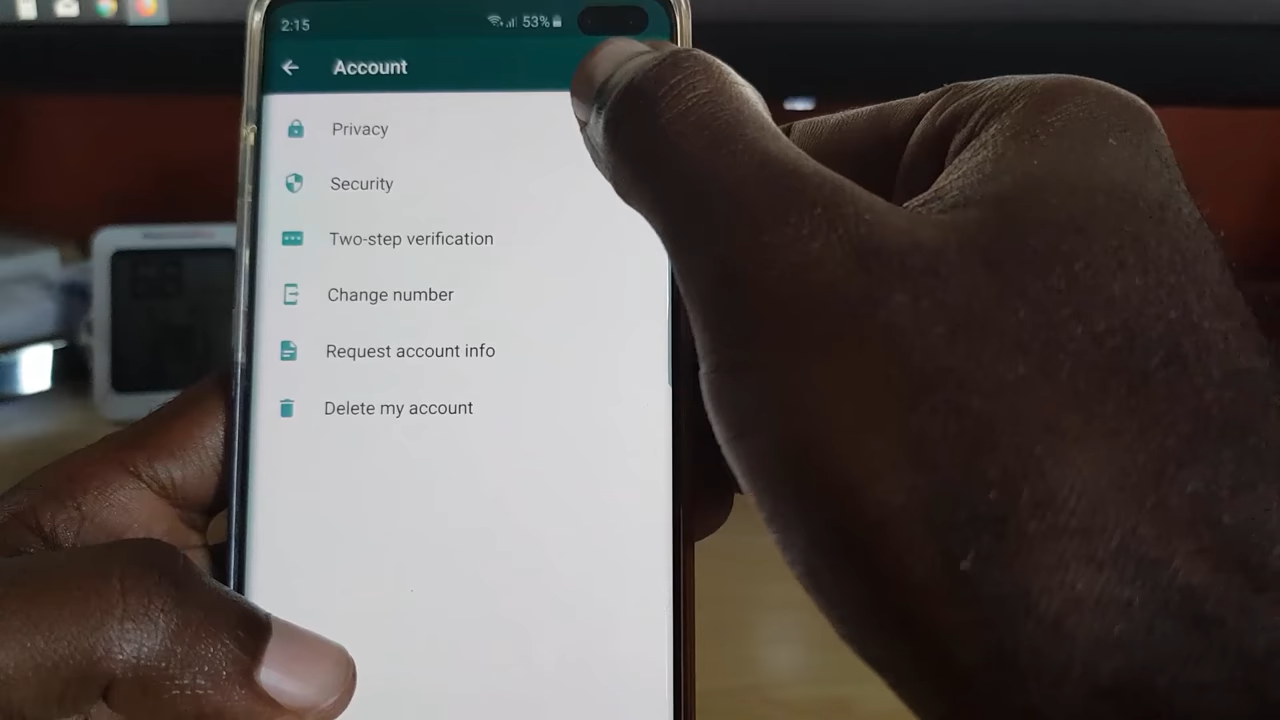 2:15 53%
Account
Privacy
Security
Two-step verification
Change number
Request account info
Delete my account